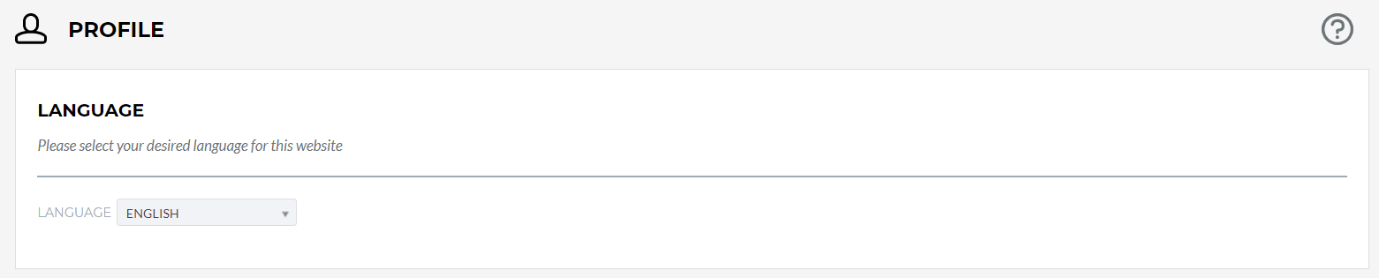 PROFILE
LANGUAGE
Please select your desired language for this website
LANGUAGE ENGLISH